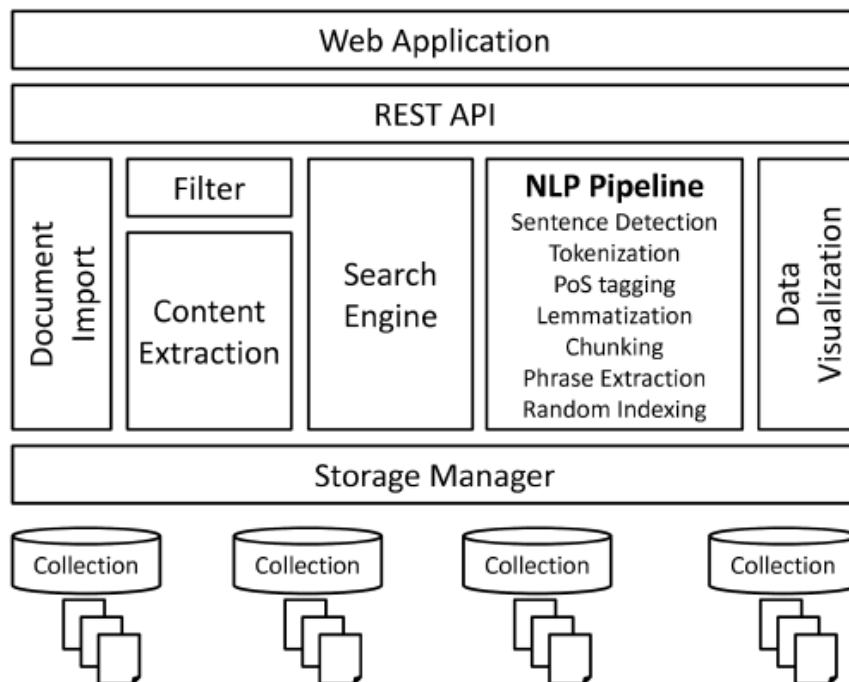 Web Application
REST API
Document
Import
Filter
Content
Extraction
Search
Engine
NLP Pipeline
Sentence Detection
Tokenization
PoS tagging
Lemmatization
Chunking
Phrase Extraction
Random Indexing
Data
Visualization
Storage Manager
Collection
Collection
Collection
Collection